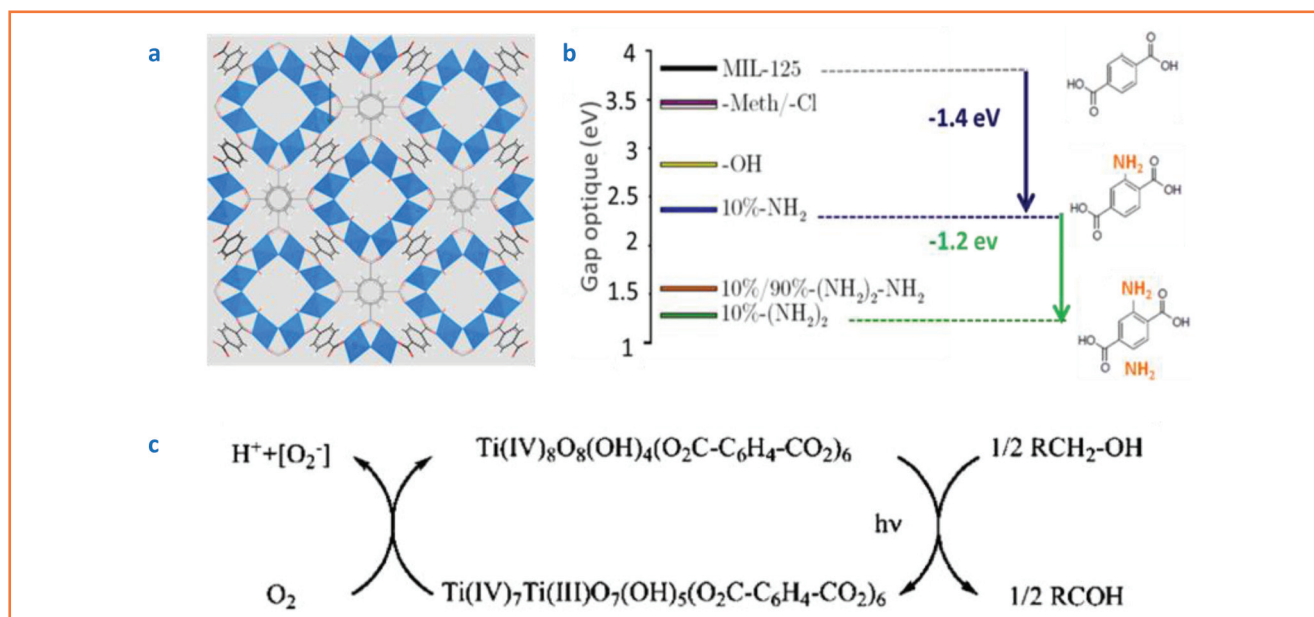 a
b
4
3.5
3
2.5
2
1.5
1
Gap optique (eV)
MIL-125
-Meth/-Cl
-OH
10%-NH₂
10%/90%-(NH₂)₂-NH₂
10%-(NH₂)₂
-1.4 eV
-1.2 ev
O
OH
HO
O
NH₂
O
OH
HO
O
NH₂
O
OH
HO
O
NH₂
c
H⁺+[O₂⁻]
Ti(IV)₈O₈(OH)₄(O₂C-C₆H₄-CO₂)₆
1/2 RCH₂-OH
hν
O₂
Ti(IV)₇Ti(III)O₇(OH)₅(O₂C-C₆H₄-CO₂)₆
1/2 RCOH